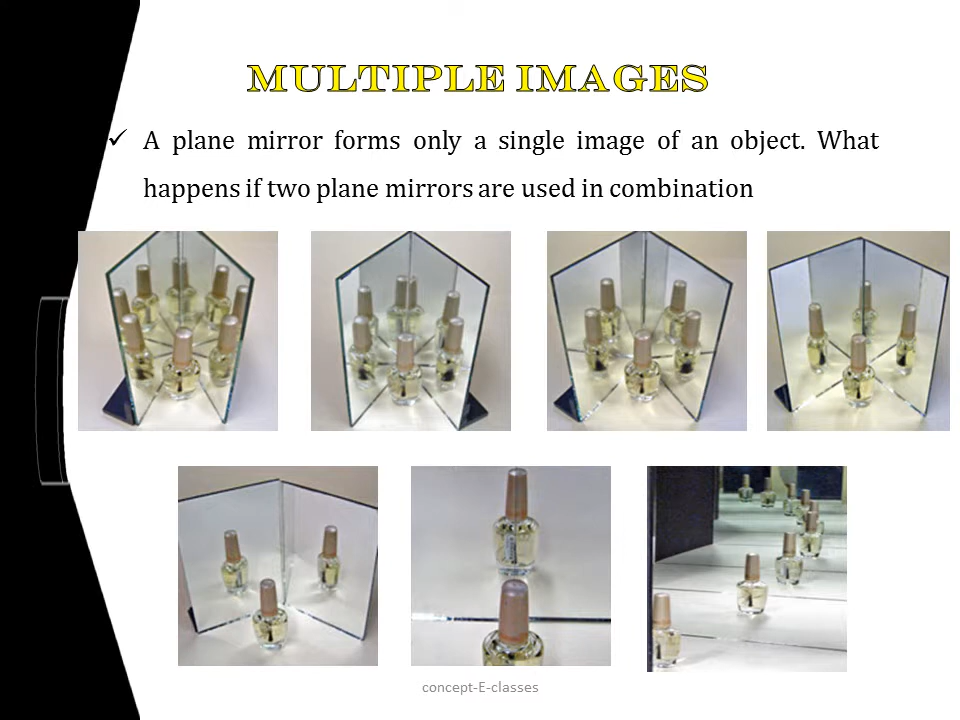 MULTIPLE IMAGES
✓ A plane mirror forms only a single image of an object. What
happens if two plane mirrors are used in combination
concept-E-classes